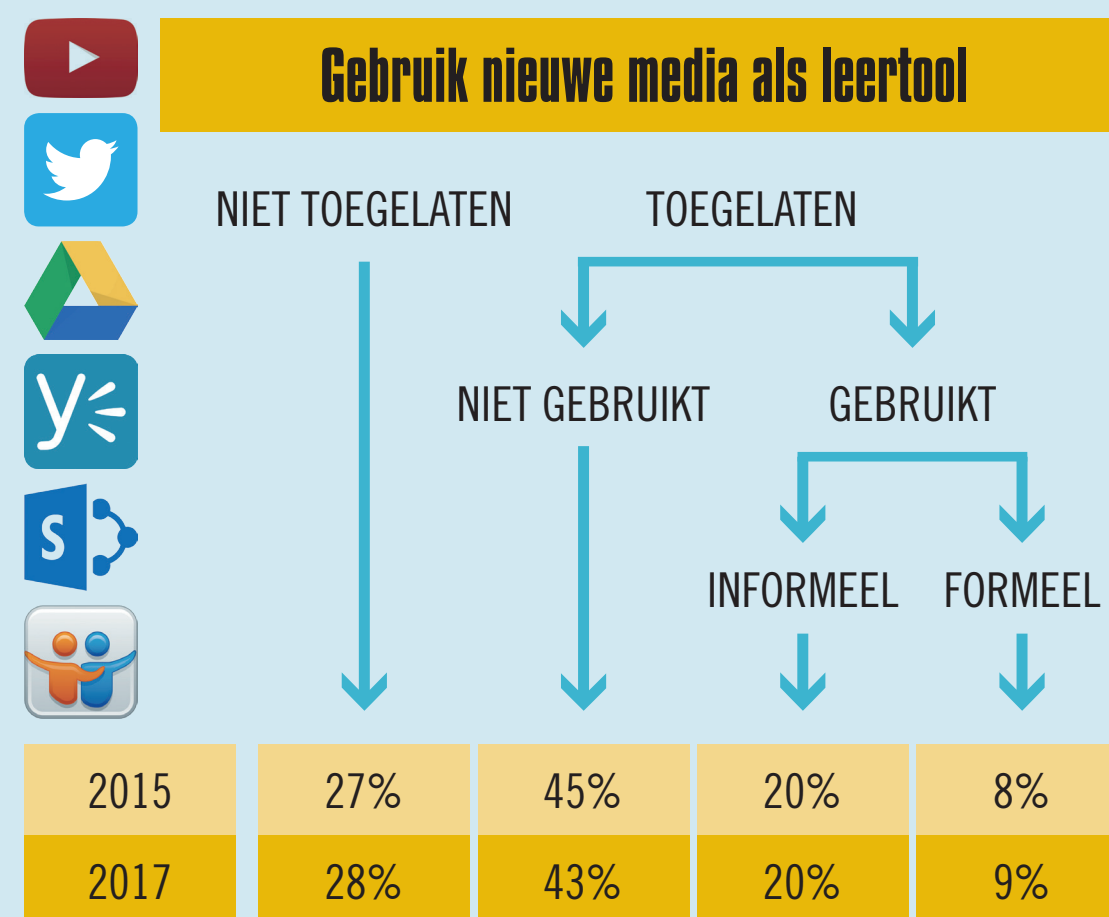 Gebruik nieuwe media als leertool
NIET TOEGELATEN TOEGELATEN
NIET GEBRUIKT GEBRUIKT
INFORMEEL FORMEEL
2015 27% 45% 20% 8%
2017 28% 43% 20% 9%